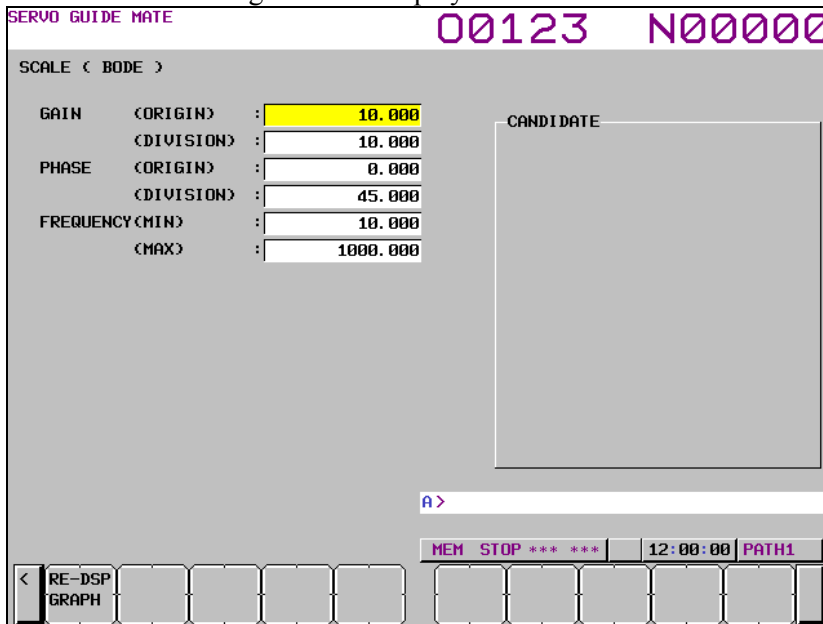 SERVO GUIDE MATE
O0123 N00000
SCALE ( BODE )
GAIN (ORIGIN) : 10.000
(DIVISION) : 10.000
PHASE (ORIGIN) : 0.000
(DIVISION) : 45.000
FREQUENCY(MIN) : 10.000
(MAX) : 1000.000
CANDIDATE
A>
MEM STOP *** *** 12:00:00 PATH1
< RE-DSP
GRAPH